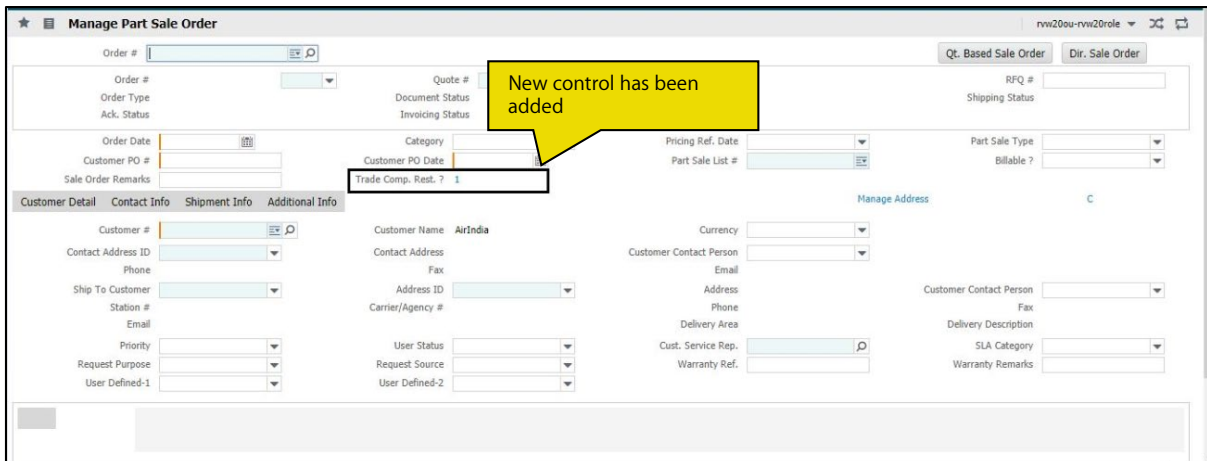 Manage Part Sale Order rvw20ou-rvw20role
Order # Qt. Based Sale Order Dir. Sale Order
Order # Quote # RFQ #
Order Type Document Status Shipping Status
Ack. Status Invoicing Status
New control has been
added
Order Date Category Pricing Ref. Date Part Sale Type
Customer PO # Customer PO Date Part Sale List # Billable ?
Sale Order Remarks Trade Comp. Rest. ? 1
Customer Detail Contact Info Shipment Info Additional Info Manage Address C
Customer # Customer Name AirIndia Currency
Contact Address ID Contact Address Customer Contact Person
Phone Fax Email
Ship To Customer Address ID Address Customer Contact Person
Station # Carrier/Agency # Phone Fax
Email Delivery Area Delivery Description
Priority User Status Cust. Service Rep. SLA Category
Request Purpose Request Source Warranty Ref. Warranty Remarks
User Defined-1 User Defined-2